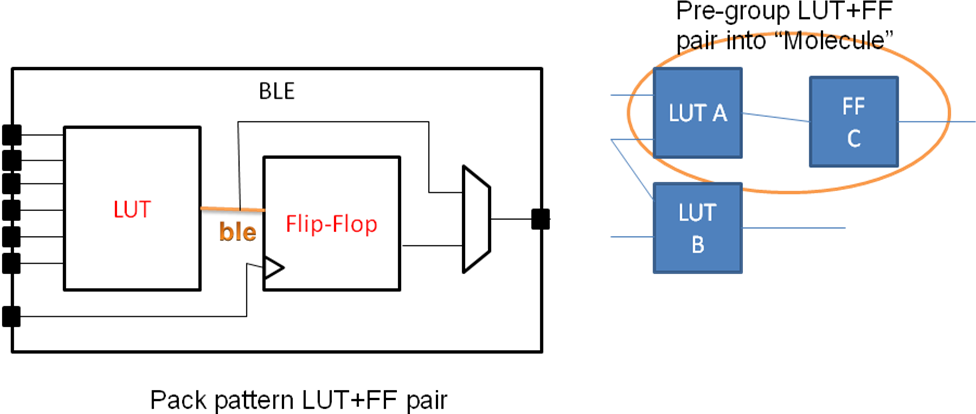 Pre-group LUT+FF
pair into “Molecule”
BLE
LUT
ble
Flip-Flop
LUT A
FF
C
LUT
B
Pack pattern LUT+FF pair